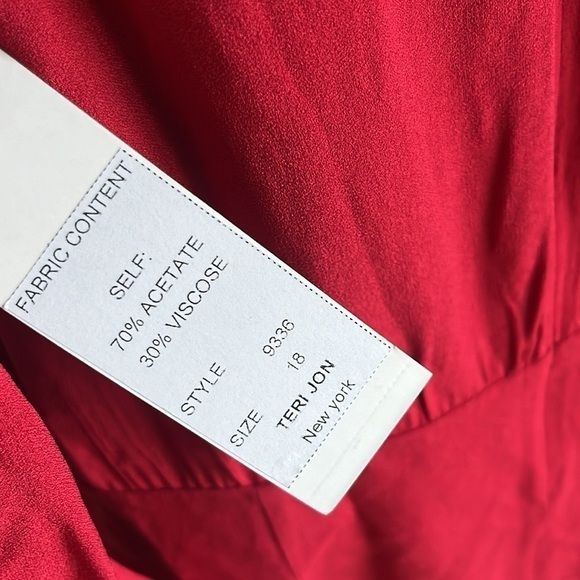 FABRIC CONTENT
SELF:
70% ACETATE
30% VISCOSE
STYLE 9336
SIZE 18
TERI JON
New york